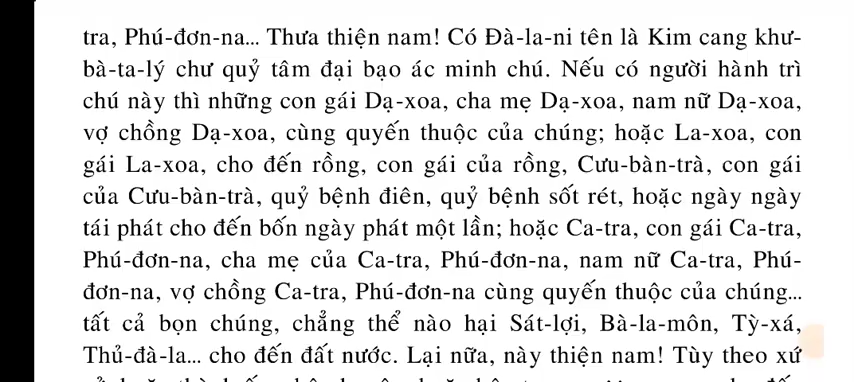 tra, Phú-đơn-na... Thưa thiện nam! Có Đà-la-ni tên là Kim cang khư-
bà-ta-lý chư quỷ tâm đại bạo ác minh chú. Nếu có người hành trì
chú này thì những con gái Dạ-xoa, cha mẹ Dạ-xoa, nam nữ Dạ-xoa,
vợ chồng Dạ-xoa, cùng quyến thuộc của chúng; hoặc La-xoa, con
gái La-xoa, cho đến rồng, con gái của rồng, Cưu-bàn-trà, con gái
của Cưu-bàn-trà, quỷ bệnh điên, quỷ bệnh sốt rét, hoặc ngày ngày
tái phát cho đến bốn ngày phát một lần; hoặc Ca-tra, con gái Ca-tra,
Phú-đơn-na, cha mẹ của Ca-tra, Phú-đơn-na, nam nữ Ca-tra, Phú-
đơn-na, vợ chồng Ca-tra, Phú-đơn-na cùng quyến thuộc của chúng...
tất cả bọn chúng, chẳng thể nào hại Sát-lợi, Bà-la-môn, Tỳ-xá,
Thủ-đà-la... cho đến đất nước. Lại nữa, này thiện nam! Tùy theo xứ